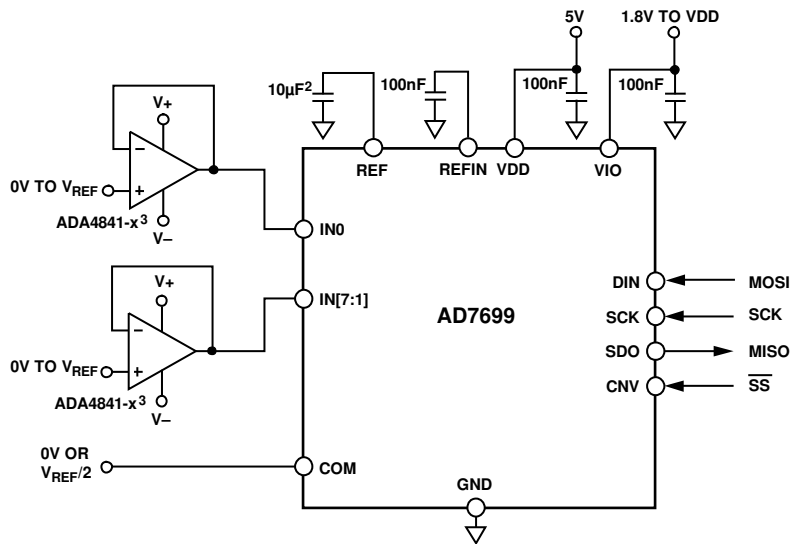 5V
1.8V TO VDD
10µF²
100nF
100nF
100nF
V+
−
+
0V TO VREF
ADA4841-x³
V−
REF
REFIN
VDD
VIO
IN0
V+
−
+
0V TO VREF
ADA4841-x³
V−
IN[7:1]
AD7699
DIN
MOSI
SCK
SCK
SDO
MISO
CNV
S̅S̅
0V OR
VREF/2
COM
GND